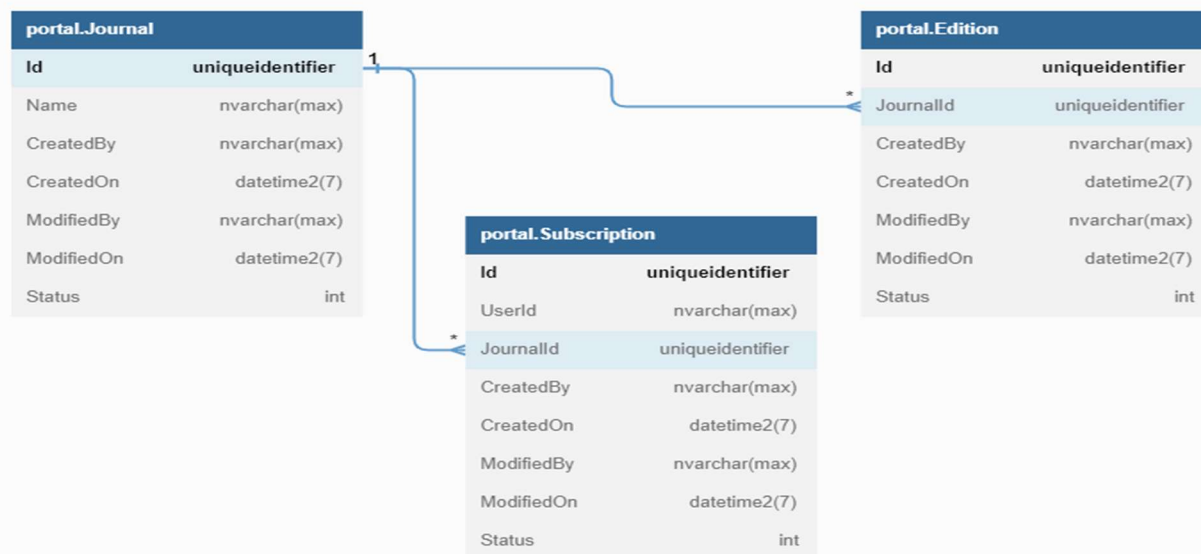 portal.Journal
Id uniqueidentifier
Name nvarchar(max)
CreatedBy nvarchar(max)
CreatedOn datetime2(7)
ModifiedBy nvarchar(max)
ModifiedOn datetime2(7)
Status int
1
*
*
portal.Edition
Id uniqueidentifier
JournalId uniqueidentifier
CreatedBy nvarchar(max)
CreatedOn datetime2(7)
ModifiedBy nvarchar(max)
ModifiedOn datetime2(7)
Status int
portal.Subscription
Id uniqueidentifier
UserId nvarchar(max)
JournalId uniqueidentifier
CreatedBy nvarchar(max)
CreatedOn datetime2(7)
ModifiedBy nvarchar(max)
ModifiedOn datetime2(7)
Status int